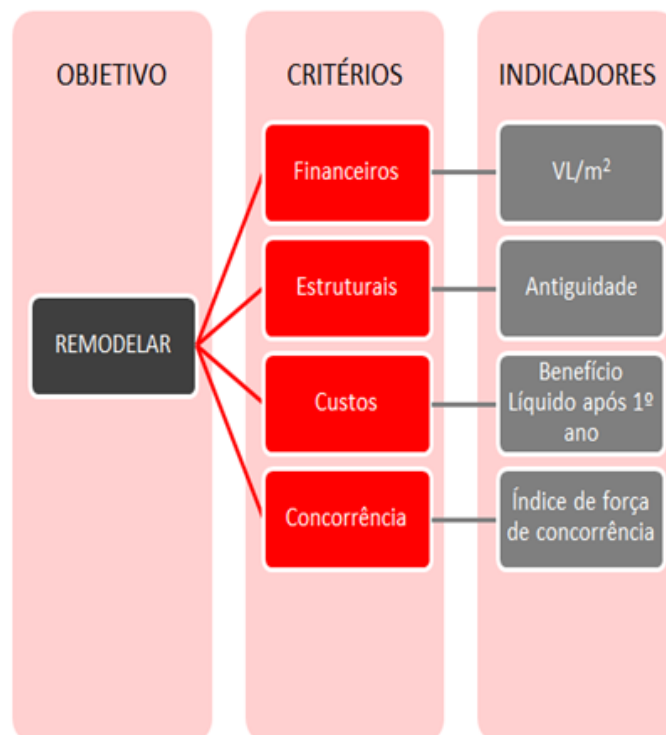 OBJETIVO
CRITÉRIOS
INDICADORES
REMODELAR
Financeiros
VL/m²
Estruturais
Antiguidade
Custos
Benefício
Líquido após 1º
ano
Concorrência
Índice de força
de concorrência